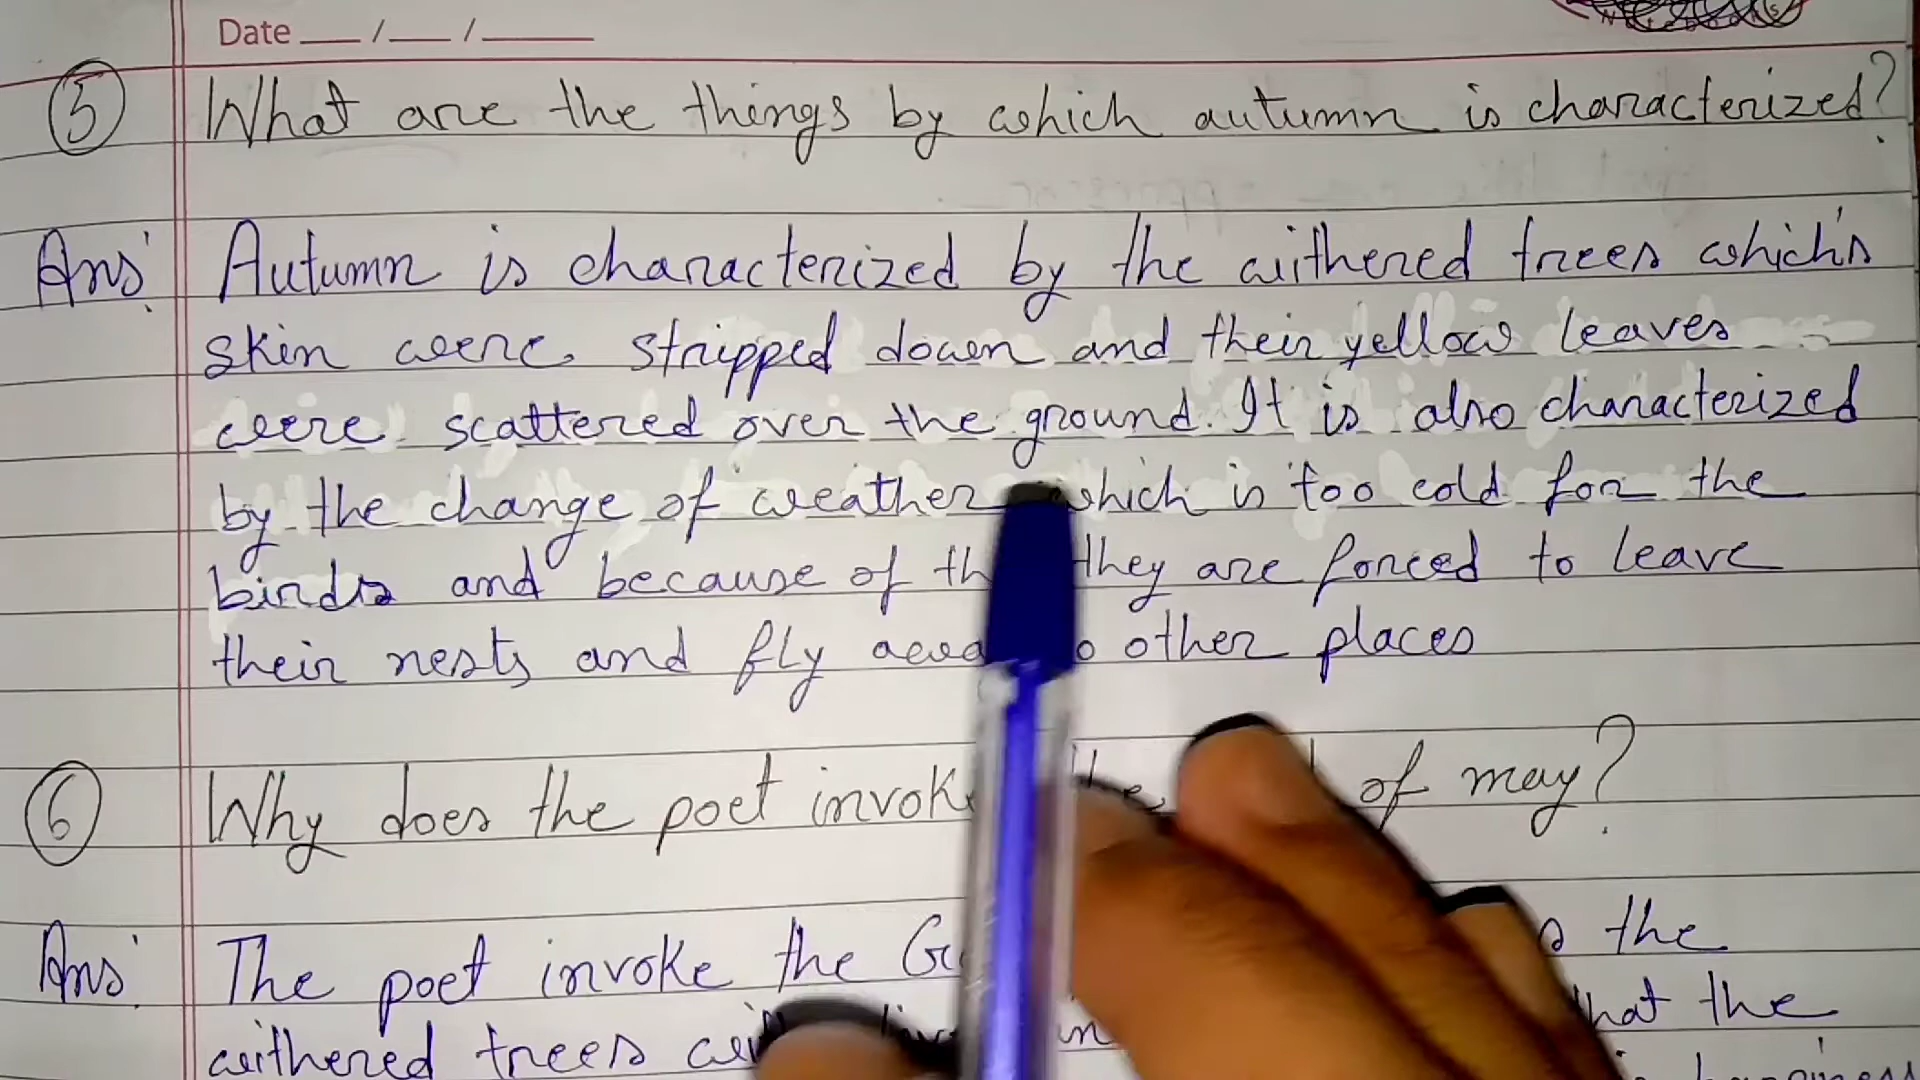 Date __ / __ / ____
5 What are the things by which autumn is characterized?
Ans: Autumn is characterized by the withered trees which's
skin were stripped down and their yellow leaves
were scattered over the ground. It is also characterized
by the change of weather which is too cold for the
birds and because of they are forced to leave
their nests and fly other places
6 Why does the poet of may?
Ans: The poet invoke the the
withered trees hat the